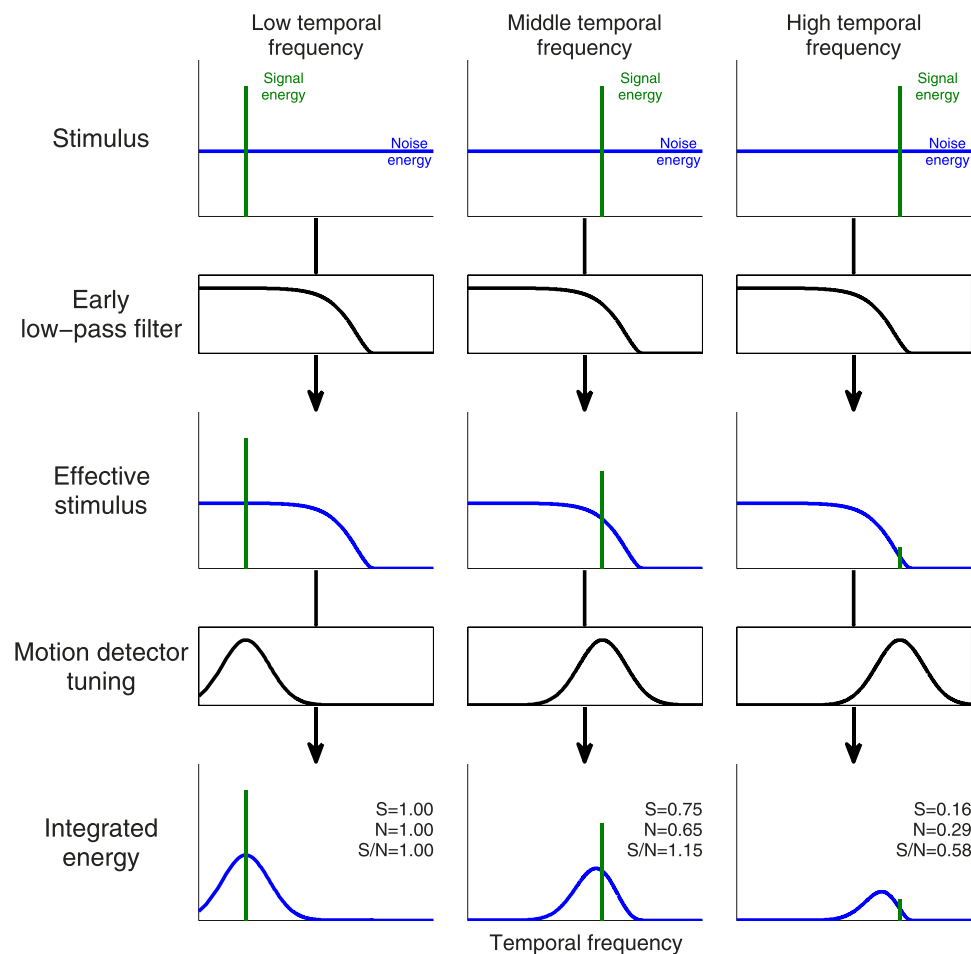 Low temporal
frequency
Middle temporal
frequency
High temporal
frequency
Stimulus
Signal
energy
Noise
energy
Signal
energy
Noise
energy
Signal
energy
Noise
energy
Early
low−pass filter
Effective
stimulus
Motion detector
tuning
Integrated
energy
S=1.00
N=1.00
S/N=1.00
S=0.75
N=0.65
S/N=1.15
S=0.16
N=0.29
S/N=0.58
Temporal frequency